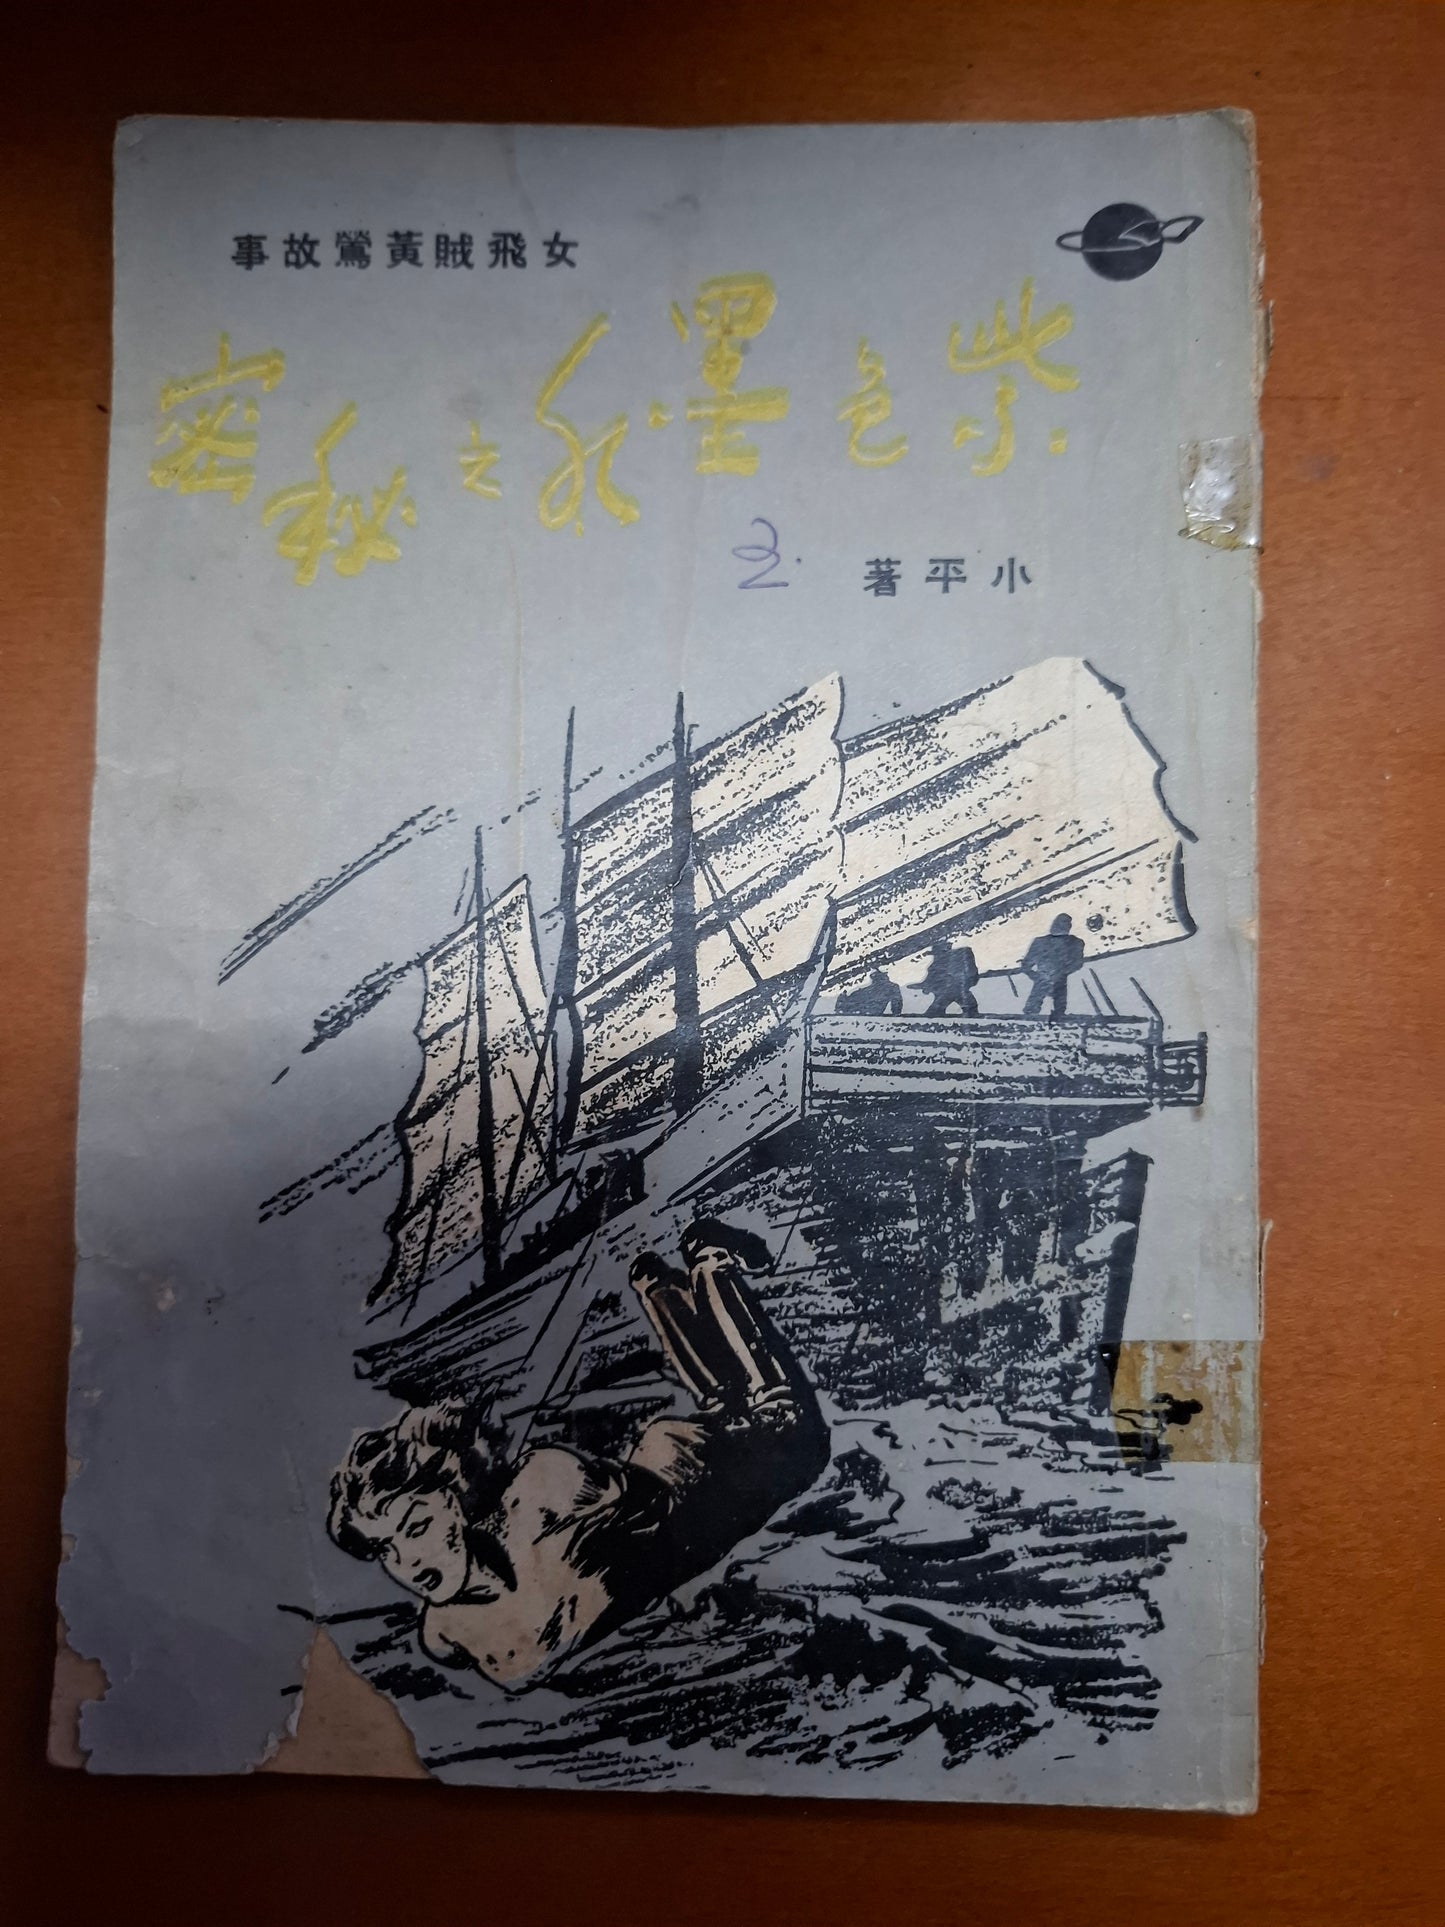 女飛賊黃鶯故事
紫色墨水之秘密
2.
小平著